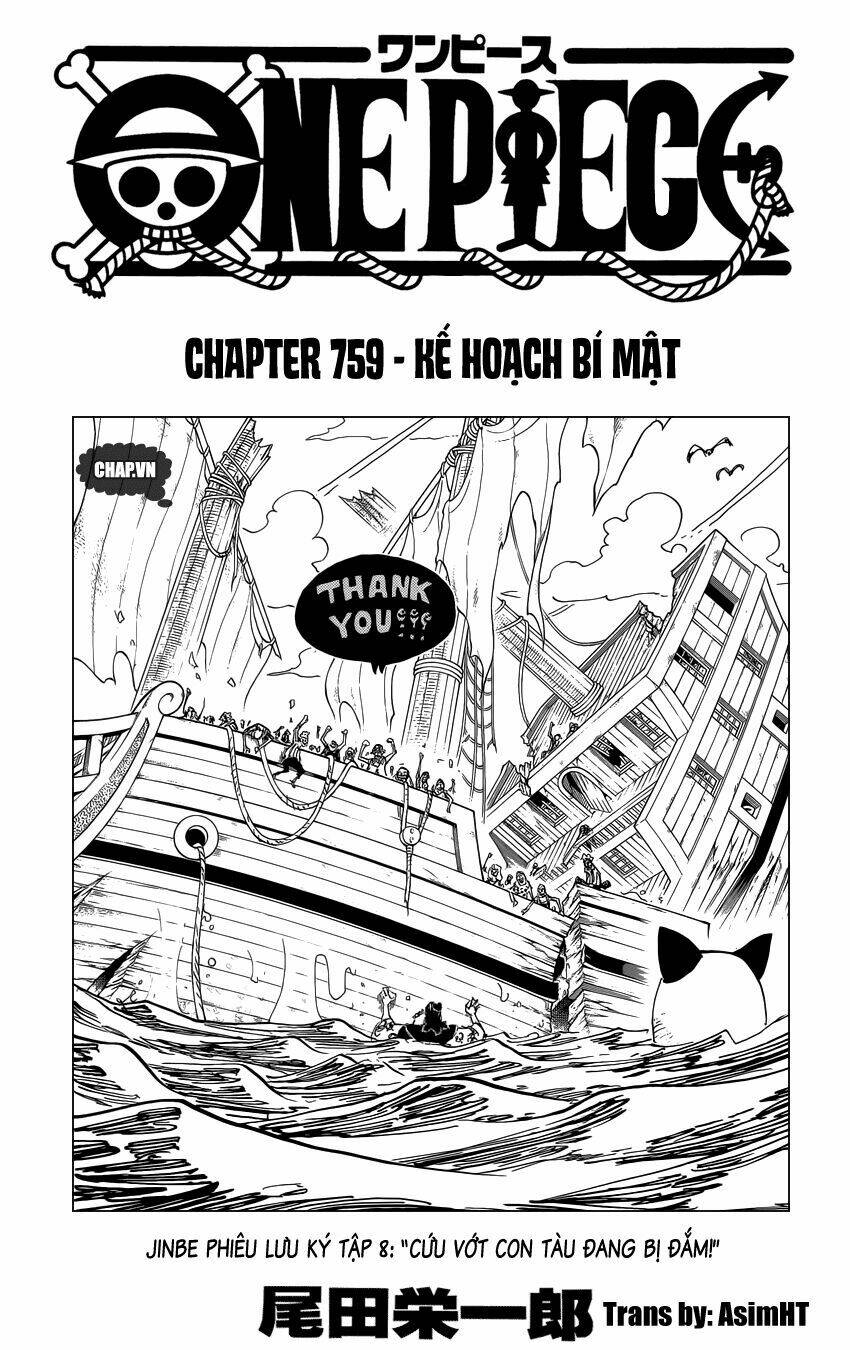 ワンピース
ONE PIECE
CHAPTER 759 - KẾ HOẠCH BÍ MẬT
CHAP.VN
THANK
YOU!!!
JINBE PHIÊU LƯU KÝ TẬP 8: "CỨU VỚT CON TÀU ĐANG BỊ ĐẮM!"
尾田栄一郎 Trans by: AsimHT